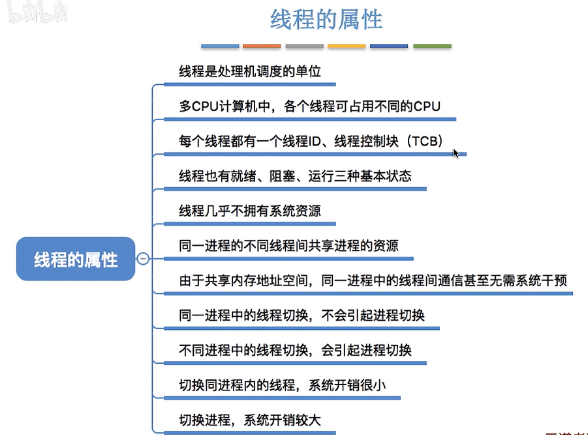 bilibili
线程的属性
线程是处理机调度的单位
多CPU计算机中，各个线程可占用不同的CPU
每个线程都有一个线程ID、线程控制块（TCB）
线程也有就绪、阻塞、运行三种基本状态
线程几乎不拥有系统资源
线程的属性
同一进程的不同线程间共享进程的资源
由于共享内存地址空间，同一进程中的线程间通信甚至无需系统干预
同一进程中的线程切换，不会引起进程切换
不同进程中的线程切换，会引起进程切换
切换同进程内的线程，系统开销很小
切换进程，系统开销较大